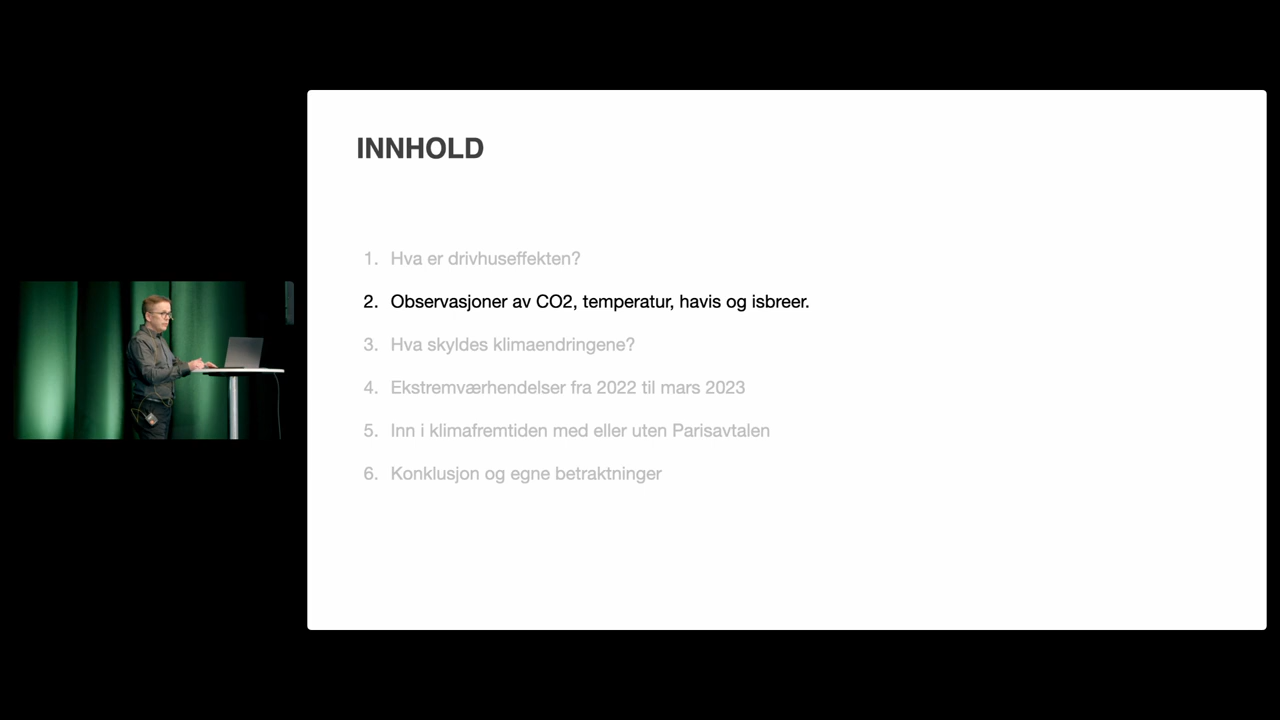 INNHOLD
1. Hva er drivhuseffekten?
2. Observasjoner av CO2, temperatur, havis og isbreer.
3. Hva skyldes klimaendringene?
4. Ekstremværhendelser fra 2022 til mars 2023
5. Inn i klimafremtiden med eller uten Parisavtalen
6. Konklusjon og egne betraktninger